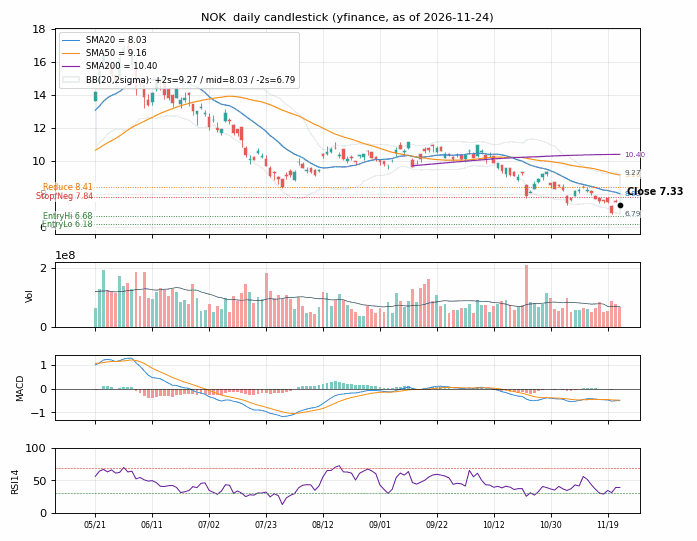 NOK daily candlestick (yfinance, as of 2026-11-24)
SMA20 = 8.03
SMA50 = 9.16
SMA200 = 10.40
BB(20,2sigma): +2s=9.27 / mid=8.03 / -2s=6.79
18
16
14
12
10
6
10.40
9.27
6.79
Close 7.33
Reduce 8.41
Stop/Neg 7.84
EntryHi 6.68
EntryLo 6.18
1e8
2
0
Vol
1
0
−1
MACD
100
50
0
RSI14
05/21
06/11
07/02
07/23
08/12
09/01
09/22
10/12
10/30
11/19